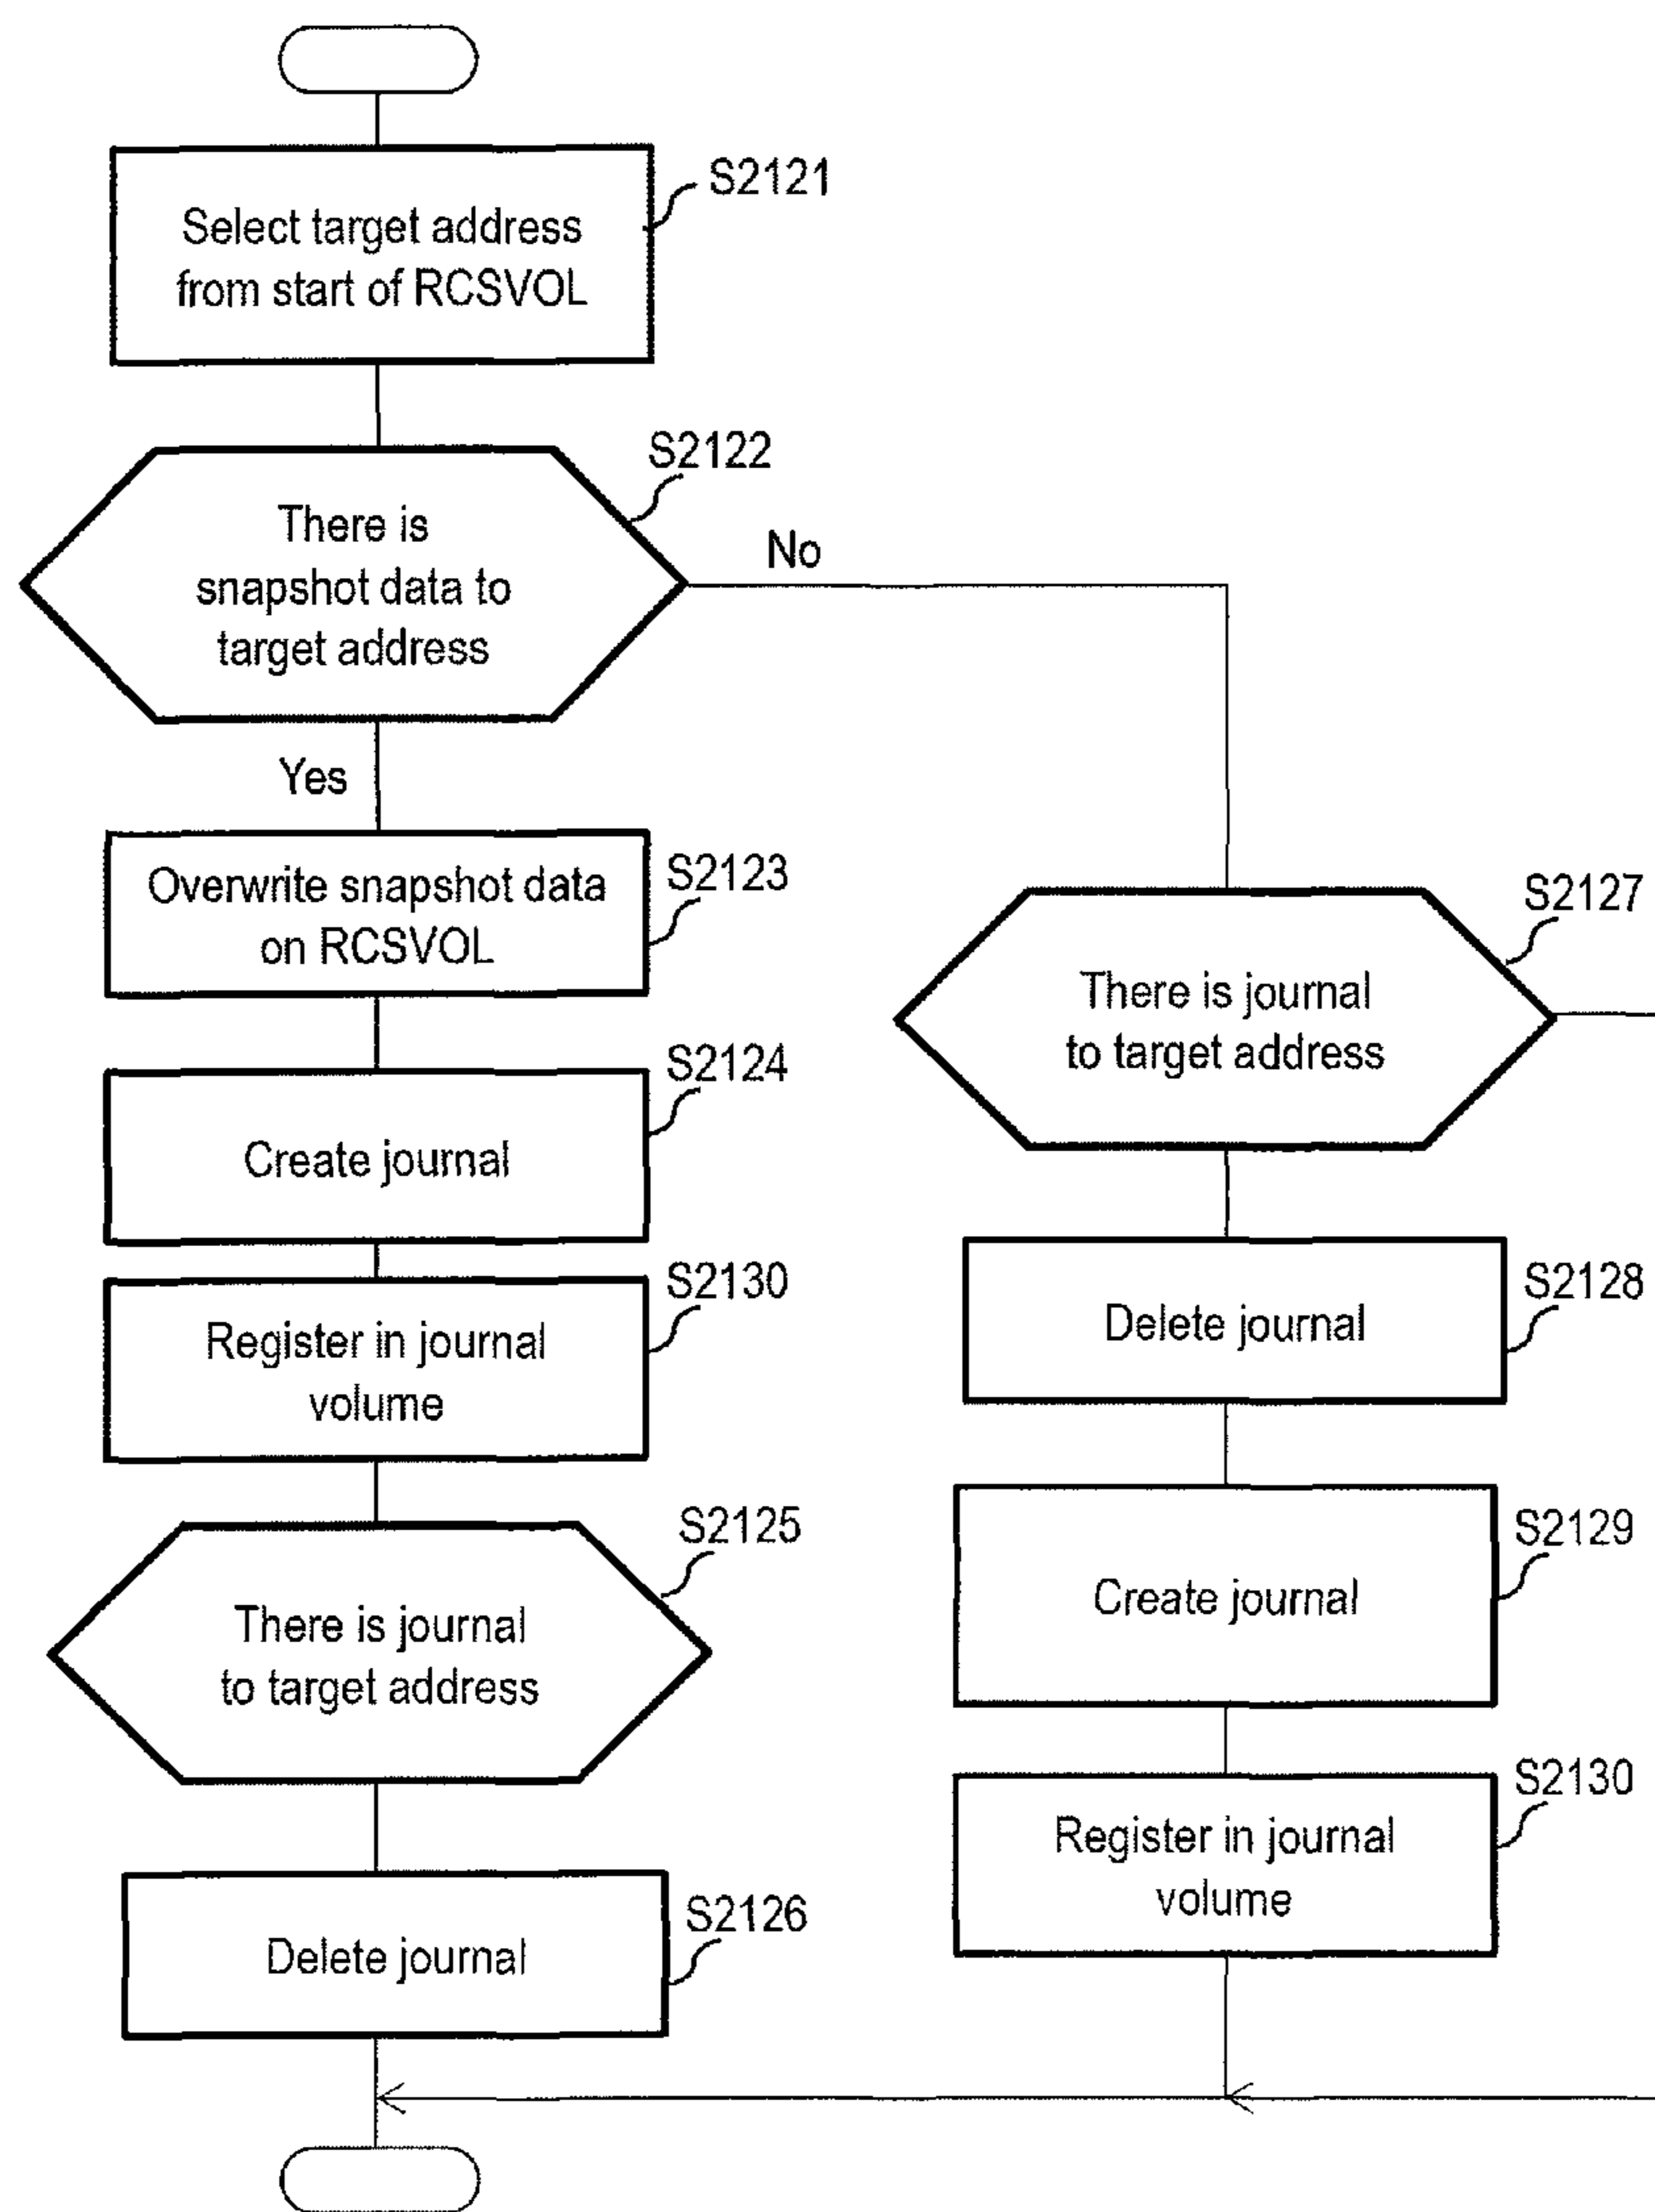 Select target address
from start of RCSVOL
S2121
There is
snapshot data to
target address
S2122
No
Yes
Overwrite snapshot data
on RCSVOL
S2123
Create journal
S2124
Register in journal
volume
S2130
There is journal
to target address
S2125
Delete journal
S2126
There is journal
to target address
S2127
Delete journal
S2128
Create journal
S2129
Register in journal
volume
S2130